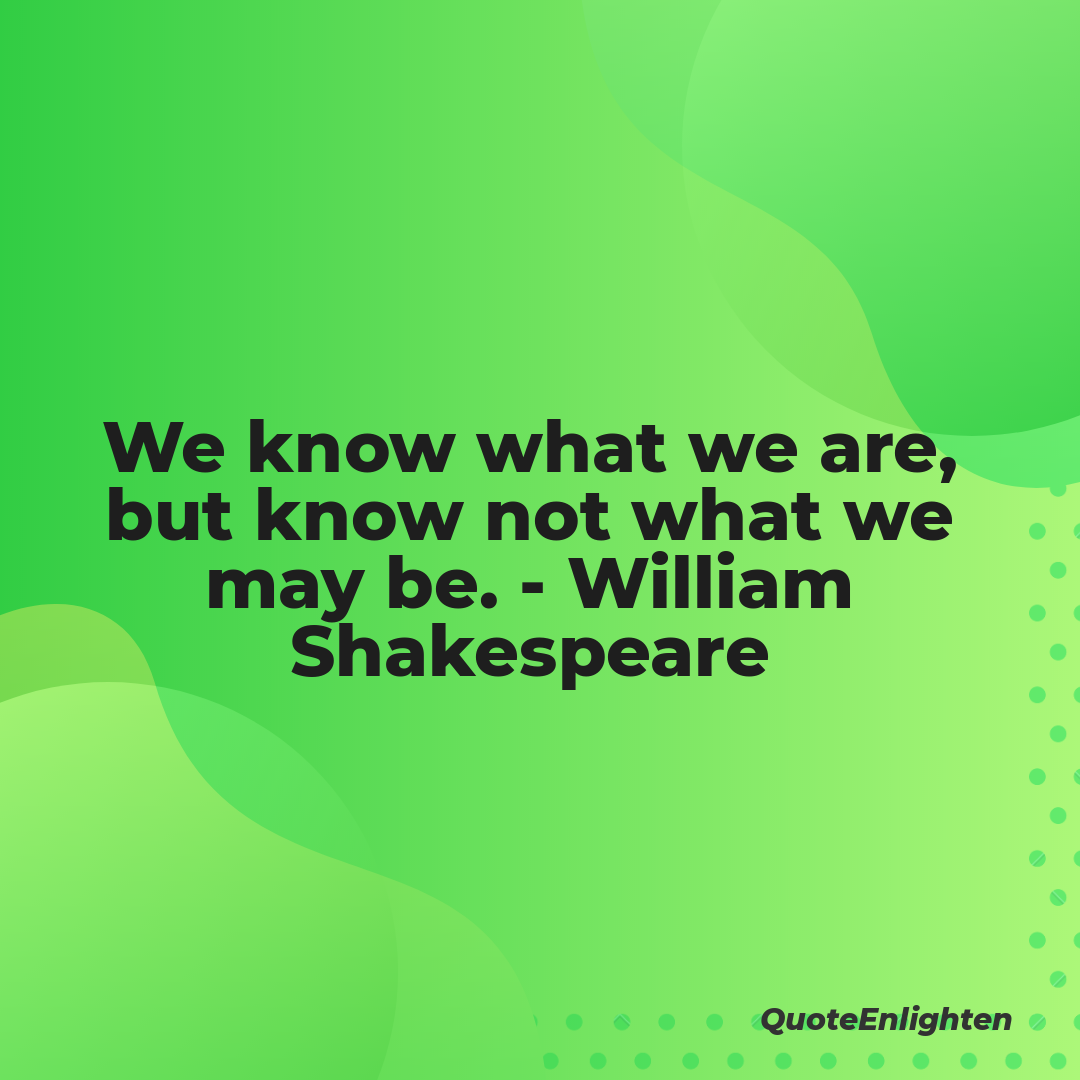 We know what we are,
but know not what we
may be. - William
Shakespeare
QuoteEnlighten